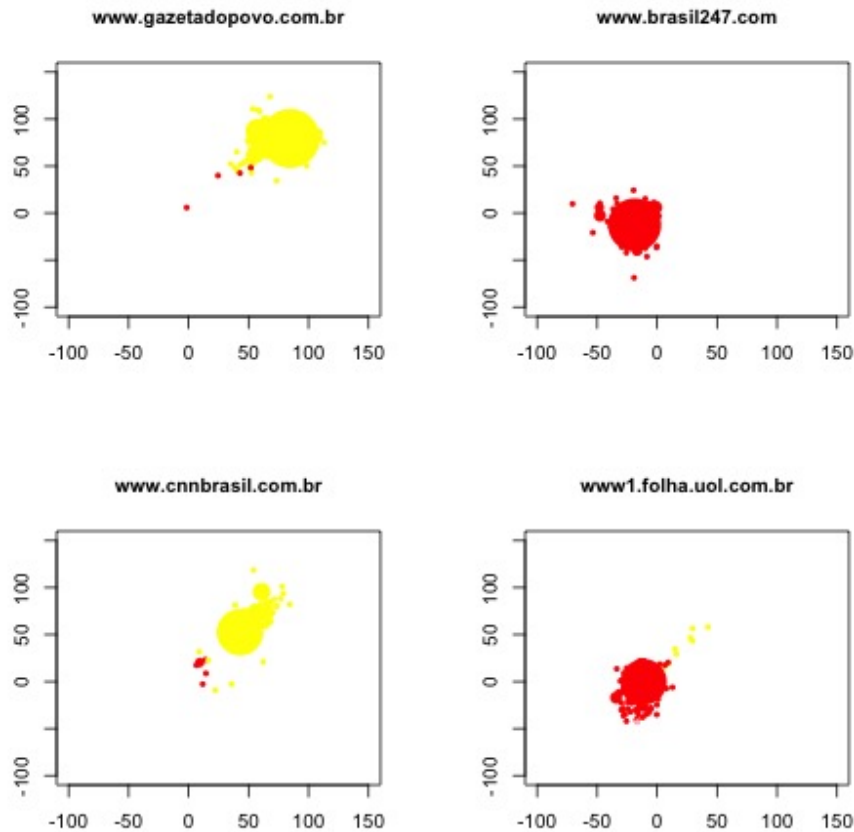 www.gazetadopovo.com.br
100
50
0
-100
-100 -50 0 50 100 150
www.brasil247.com
100
50
0
-100
-100 -50 0 50 100 150
www.cnnbrasil.com.br
100
50
0
-100
-100 -50 0 50 100 150
www1.folha.uol.com.br
100
50
0
-100
-100 -50 0 50 100 150